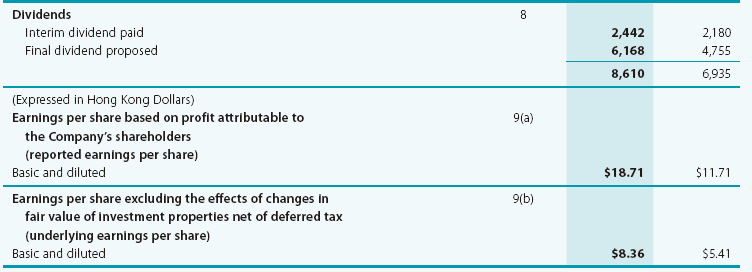 Dividends 8
Interim dividend paid 2,442 2,180
Final dividend proposed 6,168 4,755
8,610 6,935
(Expressed in Hong Kong Dollars)
Earnings per share based on profit attributable to 9(a)
the Company's shareholders
(reported earnings per share)
Basic and diluted $18.71 $11.71
Earnings per share excluding the effects of changes in 9(b)
fair value of investment properties net of deferred tax
(underlying earnings per share)
Basic and diluted $8.36 $5.41